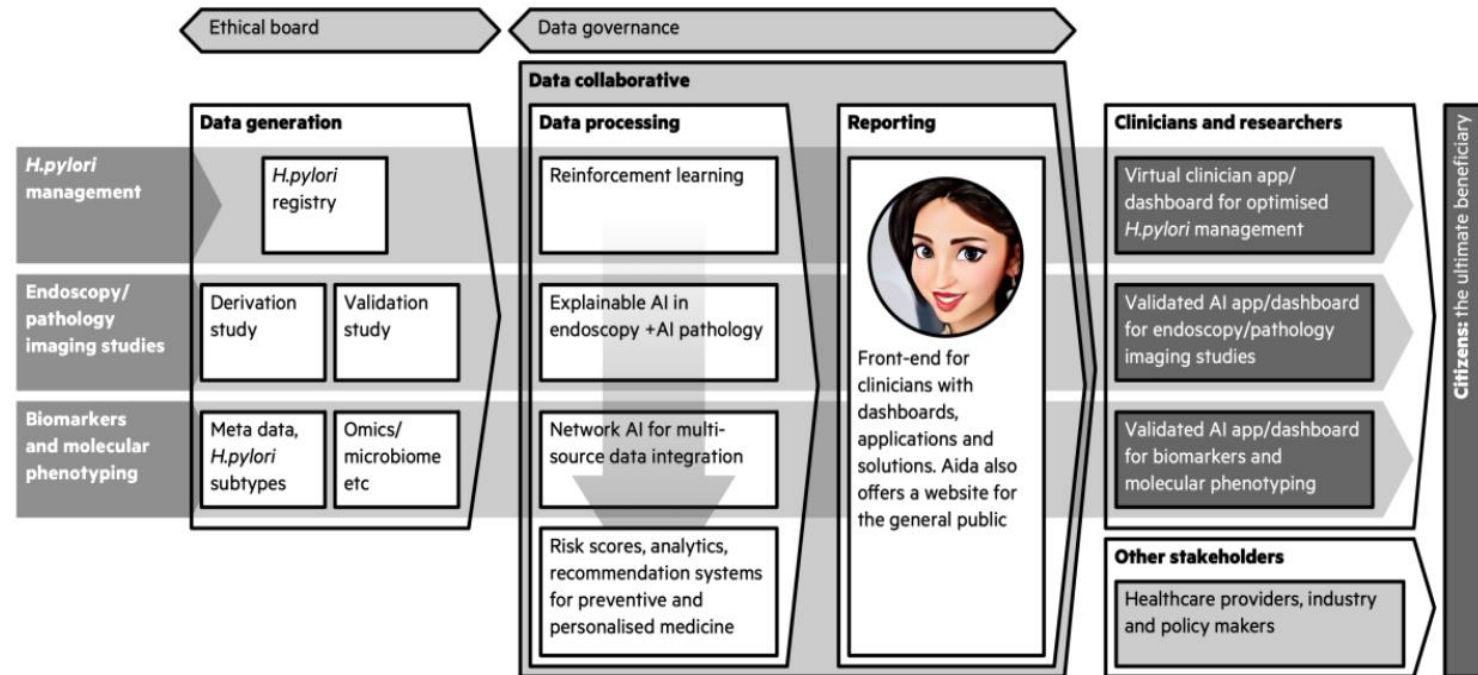 Ethical board
Data governance
Data collaborative
Data generation
Data processing
Reporting
Clinicians and researchers
H.pylori
management
H.pylori
registry
Reinforcement learning
Virtual clinician app/
dashboard for optimised
H.pylori management
Endoscopy/
pathology
imaging studies
Derivation
study
Validation
study
Explainable AI in
endoscopy +AI pathology
Validated AI app/dashboard
for endoscopy/pathology
imaging studies
Biomarkers
and molecular
phenotyping
Meta data,
H.pylori
subtypes
Omics/
microbiome
etc
Network AI for multi-
source data integration
Front-end for
clinicians with
dashboards,
applications and
solutions. Aida also
offers a website for
the general public
Validated AI app/dashboard
for biomarkers and
molecular phenotyping
Risk scores, analytics,
recommendation systems
for preventive and
personalised medicine
Other stakeholders
Healthcare providers, industry
and policy makers
Citizens: the ultimate beneficiary